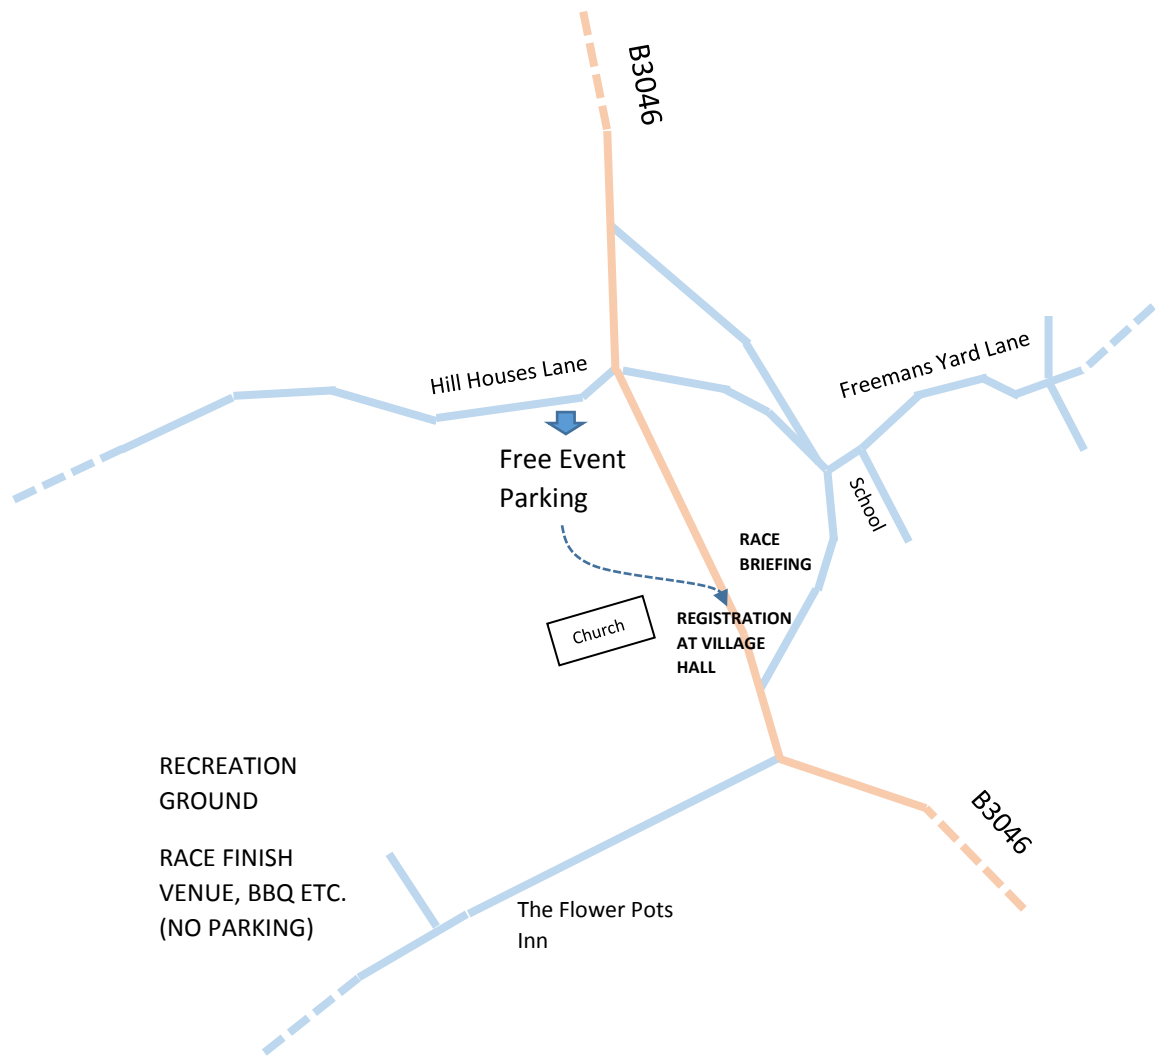 B3046
Freemans Yard Lane
Hill Houses Lane
Free Event
Parking
School
RACE
BRIEFING
REGISTRATION
AT VILLAGE
HALL
Church
RECREATION
GROUND
RACE FINISH
VENUE, BBQ ETC.
(NO PARKING)
B3046
The Flower Pots
Inn